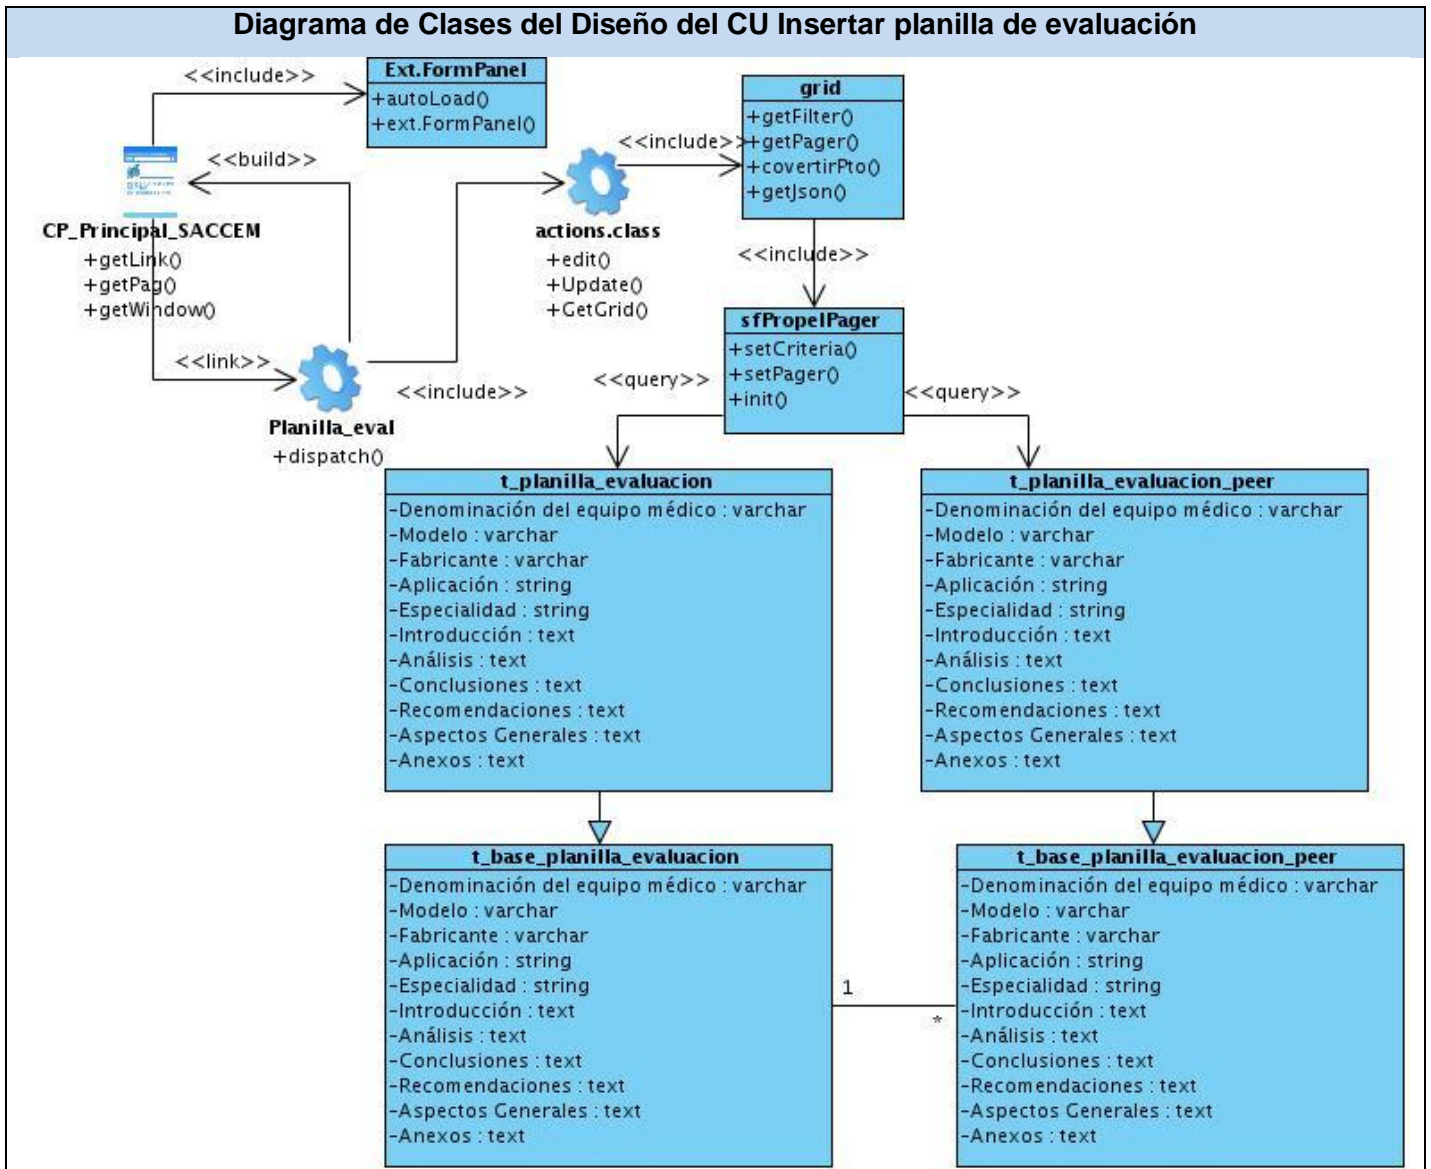 Diagrama de Clases del Diseño del CU Insertar planilla de evaluación
<<include>>
Ext.FormPanel
+autoLoad()
+ext.FormPanel()
grid
+getFilter()
+getPager()
+covertirPto()
+getJson()
<<include>>
<<build>>
CP_Principal_SACCEM
+getLink()
+getPag()
+getWindow()
actions.class
+edit()
+Update()
+GetGrid()
<<include>>
sfPropelPager
+setCriteria()
+setPager()
+init()
<<link>>
<<include>>
<<query>>
<<query>>
Planilla_eval
+dispatch()
t_planilla_evaluacion
-Denominación del equipo médico : varchar
-Modelo : varchar
-Fabricante : varchar
-Aplicación : string
-Especialidad : string
-Introducción : text
-Análisis : text
-Conclusiones : text
-Recomendaciones : text
-Aspectos Generales : text
-Anexos : text
t_planilla_evaluacion_peer
-Denominación del equipo médico : varchar
-Modelo : varchar
-Fabricante : varchar
-Aplicación : string
-Especialidad : string
-Introducción : text
-Análisis : text
-Conclusiones : text
-Recomendaciones : text
-Aspectos Generales : text
-Anexos : text
t_base_planilla_evaluacion
-Denominación del equipo médico : varchar
-Modelo : varchar
-Fabricante : varchar
-Aplicación : string
-Especialidad : string
-Introducción : text
-Análisis : text
-Conclusiones : text
-Recomendaciones : text
-Aspectos Generales : text
-Anexos : text
1
*
t_base_planilla_evaluacion_peer
-Denominación del equipo médico : varchar
-Modelo : varchar
-Fabricante : varchar
-Aplicación : string
-Especialidad : string
-Introducción : text
-Análisis : text
-Conclusiones : text
-Recomendaciones : text
-Aspectos Generales : text
-Anexos : text